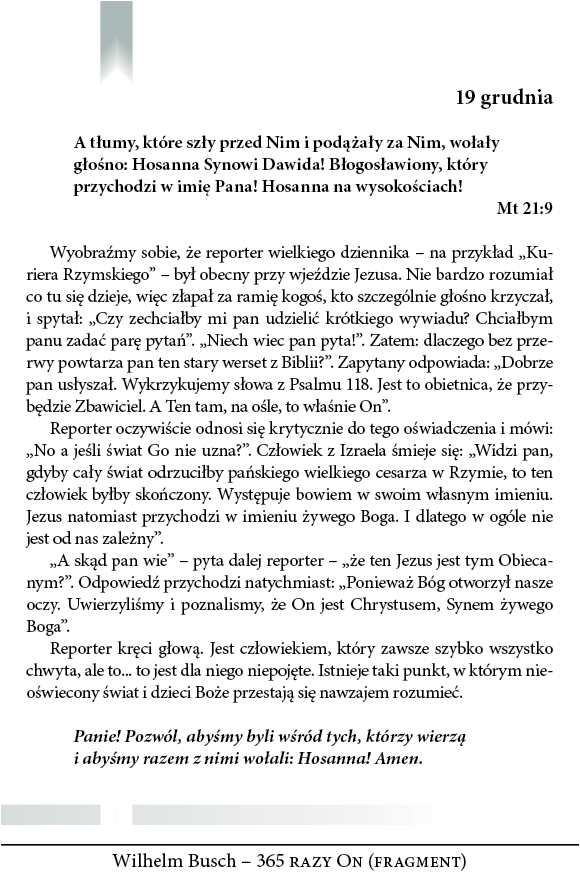 19 grudnia
A tłumy, które szły przed Nim i podążały za Nim, wołały
głośno: Hosanna Synowi Dawida! Błogosławiony, który
przychodzi w imię Pana! Hosanna na wysokościach!
Mt 21:9
Wyobraźmy sobie, że reporter wielkiego dziennika – na przykład „Ku-
riera Rzymskiego” – był obecny przy wjeździe Jezusa. Nie bardzo rozumiał
co tu się dzieje, więc złapał za ramię kogoś, kto szczególnie głośno krzyczał,
i spytał: „Czy zechciałby mi pan udzielić krótkiego wywiadu? Chciałbym
panu zadać parę pytań”. „Niech wiec pan pyta!”. Zatem: dlaczego bez prze-
rwy powtarza pan ten stary werset z Biblii?”. Zapytany odpowiada: „Dobrze
pan usłyszał. Wykrzykujemy słowa z Psalmu 118. Jest to obietnica, że przy-
będzie Zbawiciel. A Ten tam, na ośle, to właśnie On”.
Reporter oczywiście odnosi się krytycznie do tego oświadczenia i mówi:
„No a jeśli świat Go nie uzna?”. Człowiek z Izraela śmieje się: „Widzi pan,
gdyby cały świat odrzuciłby pańskiego wielkiego cesarza w Rzymie, to ten
człowiek byłby skończony. Występuje bowiem w swoim własnym imieniu.
Jezus natomiast przychodzi w imieniu żywego Boga. I dlatego w ogóle nie
jest od nas zależny”.
„A skąd pan wie” – pyta dalej reporter – „że ten Jezus jest tym Obieca-
nym?”. Odpowiedź przychodzi natychmiast: „Ponieważ Bóg otworzył nasze
oczy. Uwierzyliśmy i poznalismy, że On jest Chrystusem, Synem żywego
Boga”.
Reporter kręci głową. Jest człowiekiem, który zawsze szybko wszystko
chwyta, ale to... to jest dla niego niepojęte. Istnieje taki punkt, w którym nie-
oświecony świat i dzieci Boże przestają się nawzajem rozumieć.
Panie! Pozwól, abyśmy byli wśród tych, którzy wierzą
i abyśmy razem z nimi wołali: Hosanna! Amen.
Wilhelm Busch – 365 RAZY ON (FRAGMENT)